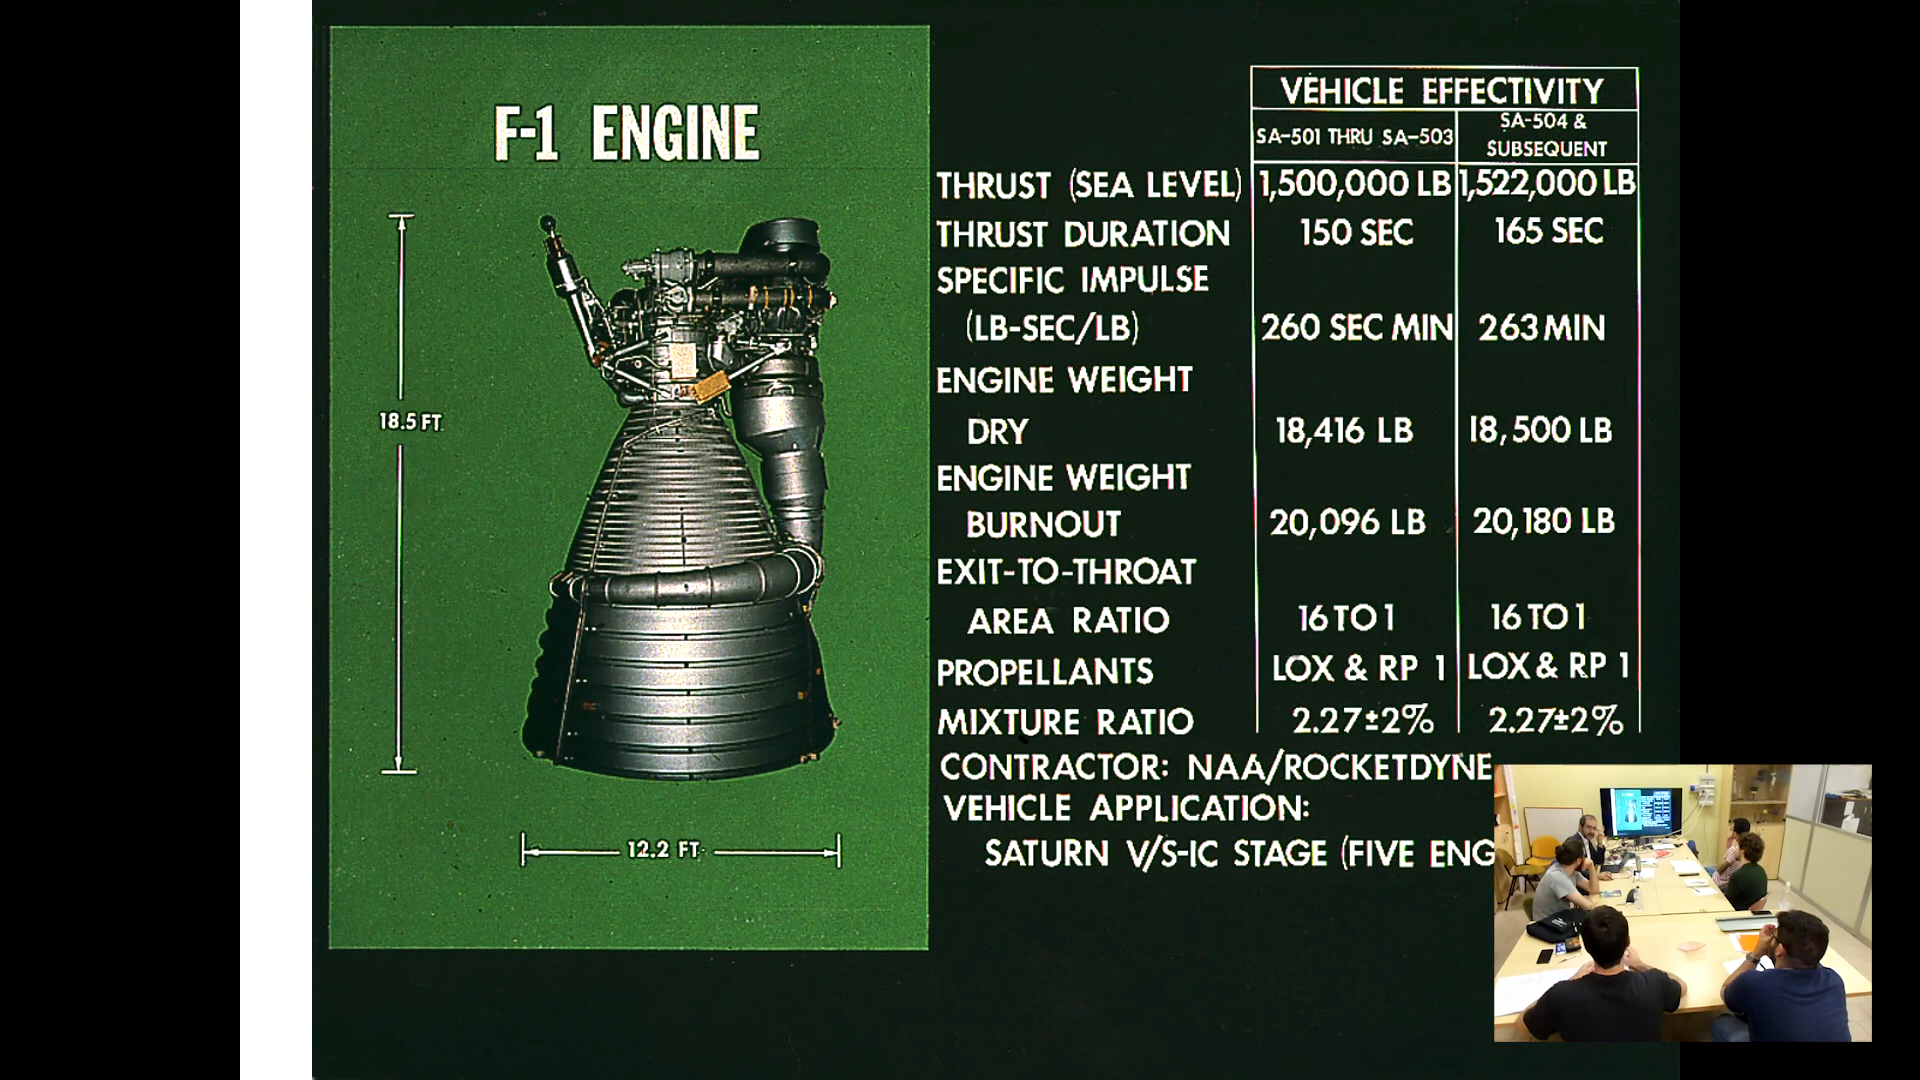 F-1 ENGINE
18.5 FT.
12.2 FT.
VEHICLE EFFECTIVITY
SA-501 THRU SA-503
SA-504 &
SUBSEQUENT
THRUST (SEA LEVEL) 1,500,000 LB 1,522,000 LB
THRUST DURATION 150 SEC 165 SEC
SPECIFIC IMPULSE
(LB-SEC/LB) 260 SEC MIN 263 MIN
ENGINE WEIGHT
DRY 18,416 LB 18,500 LB
ENGINE WEIGHT
BURNOUT 20,096 LB 20,180 LB
EXIT-TO-THROAT
AREA RATIO 16 TO 1 16 TO 1
PROPELLANTS LOX & RP 1 LOX & RP 1
MIXTURE RATIO 2.27±2% 2.27±2%
CONTRACTOR: NAA/ROCKETDYNE
VEHICLE APPLICATION:
SATURN V/S-IC STAGE (FIVE ENG